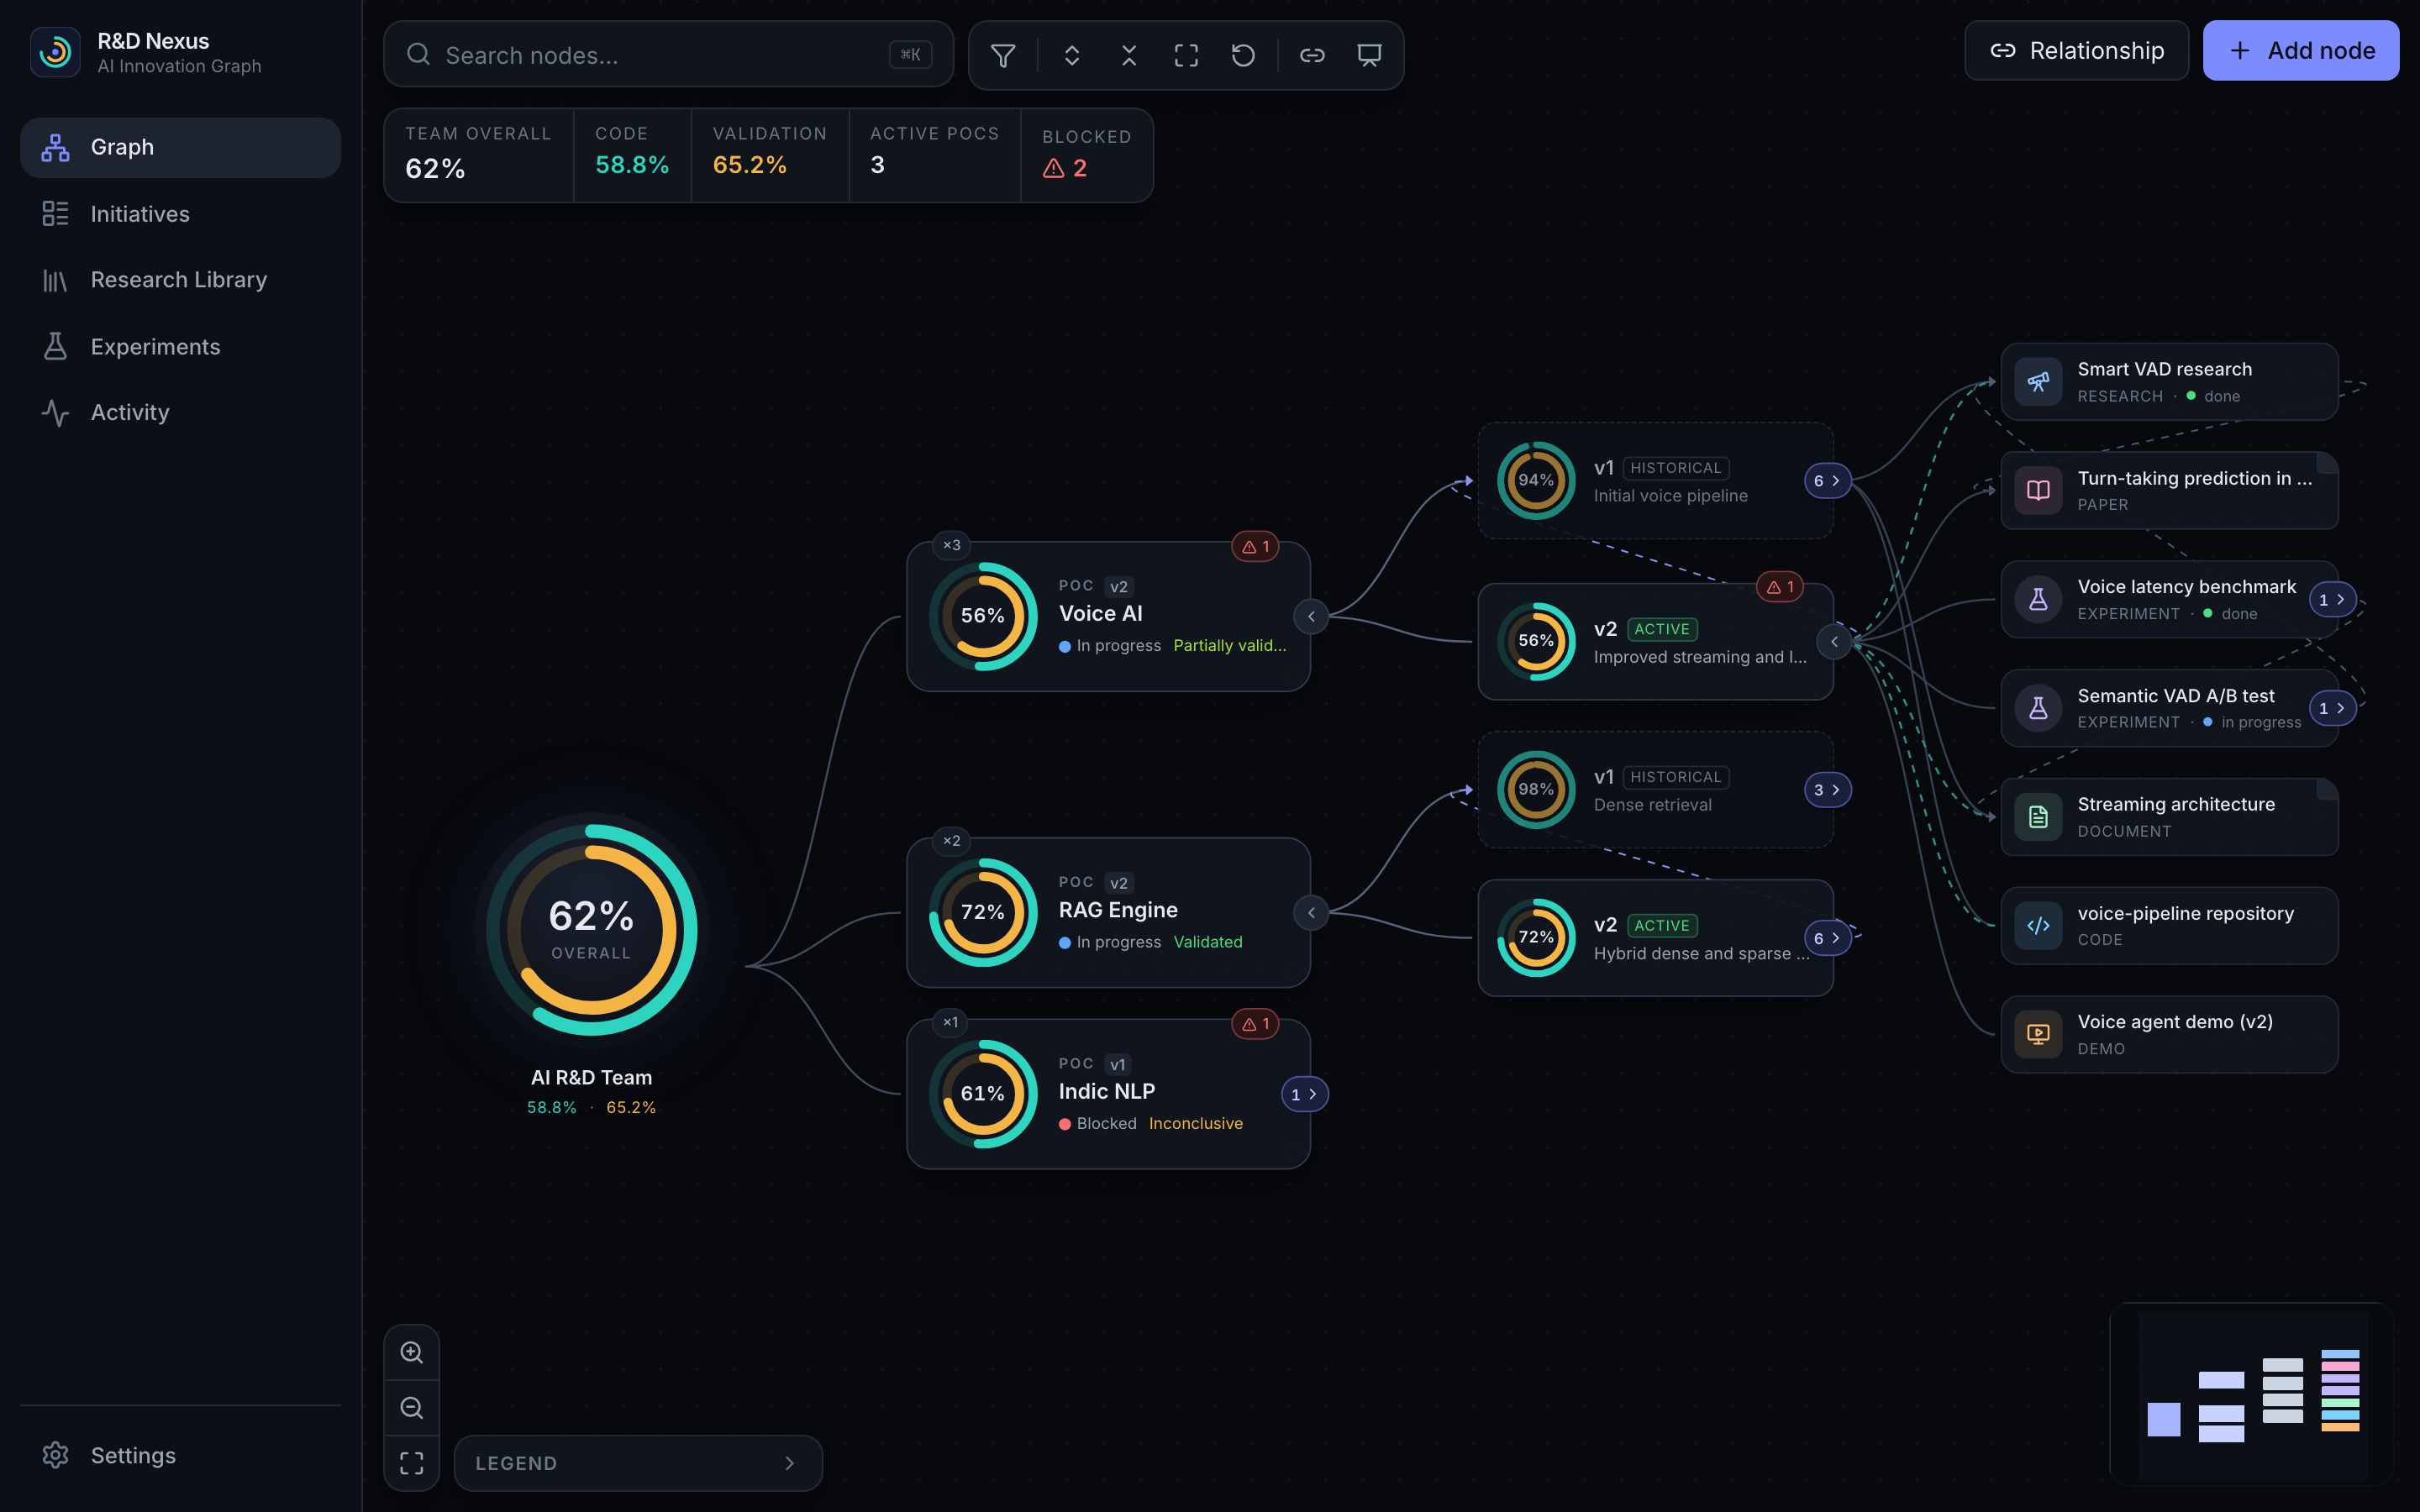 R&D Nexus
AI Innovation Graph
Graph
Initiatives
Research Library
Experiments
Activity
Settings
Search nodes...
⌘K
Relationship
Add node
TEAM OVERALL
62%
CODE
58.8%
VALIDATION
65.2%
ACTIVE POCS
3
BLOCKED
2
62%
OVERALL
AI R&D Team
58.8% · 65.2%
×3
1
56%
POC v2
Voice AI
In progress Partially valid...
×2
72%
POC v2
RAG Engine
In progress Validated
×1
1
61%
POC v1
Indic NLP
Blocked Inconclusive
1
94%
v1 HISTORICAL
Initial voice pipeline
6
1
56%
v2 ACTIVE
Improved streaming and l...
98%
v1 HISTORICAL
Dense retrieval
3
72%
v2 ACTIVE
Hybrid dense and sparse ...
6
Smart VAD research
RESEARCH · done
Turn-taking prediction in ...
PAPER
Voice latency benchmark
EXPERIMENT · done
1
Semantic VAD A/B test
EXPERIMENT · in progress
1
Streaming architecture
DOCUMENT
voice-pipeline repository
CODE
Voice agent demo (v2)
DEMO
LEGEND